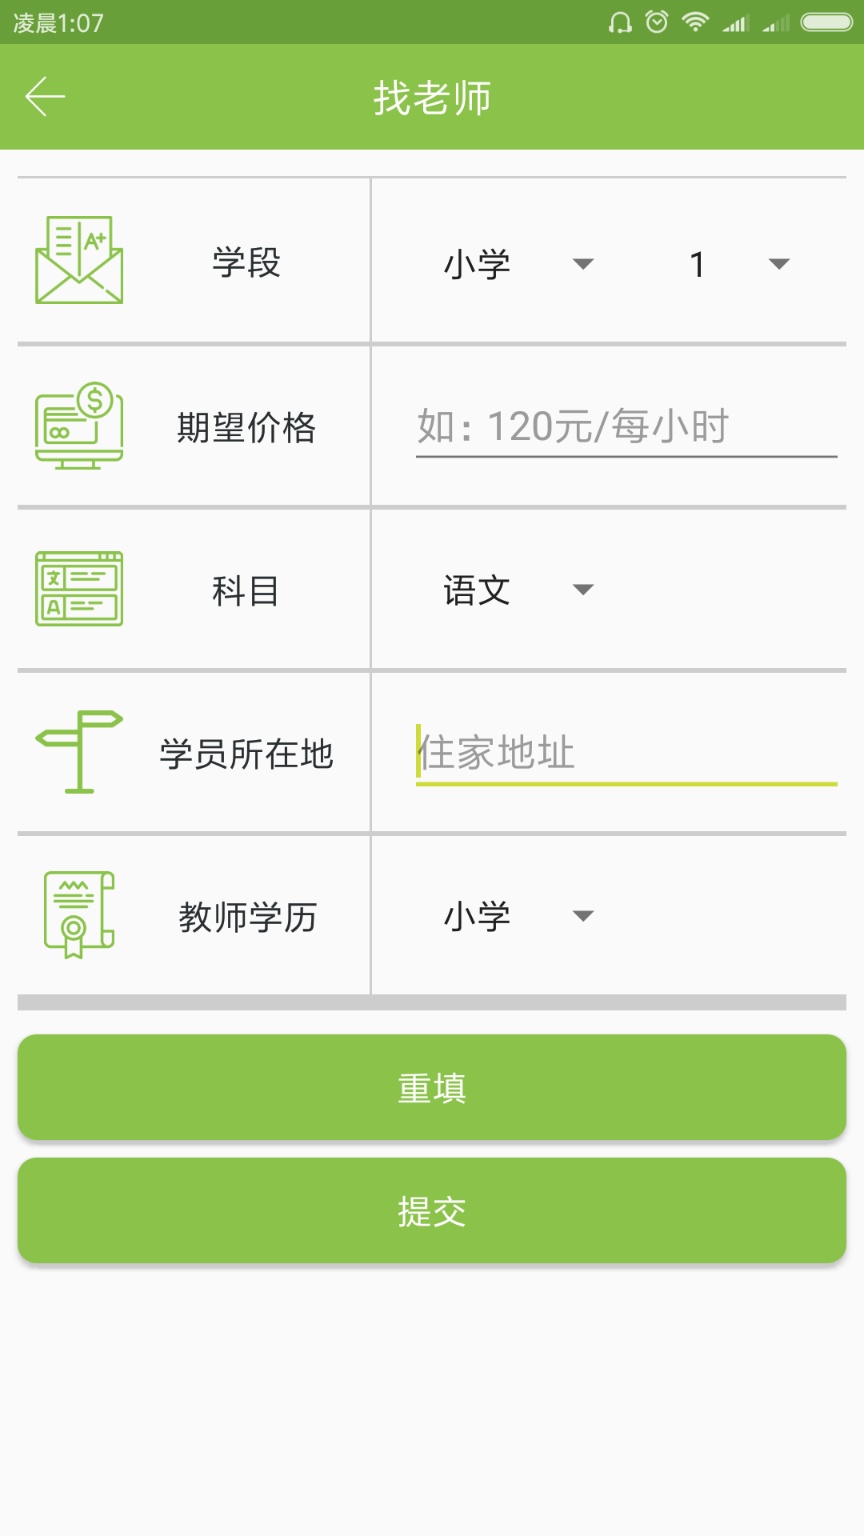 凌晨1:07
找老师
A+
学段
小学
1
$
期望价格
如：120元/每小时
文
A
科目
语文
学员所在地
住家地址
教师学历
小学
重填
提交